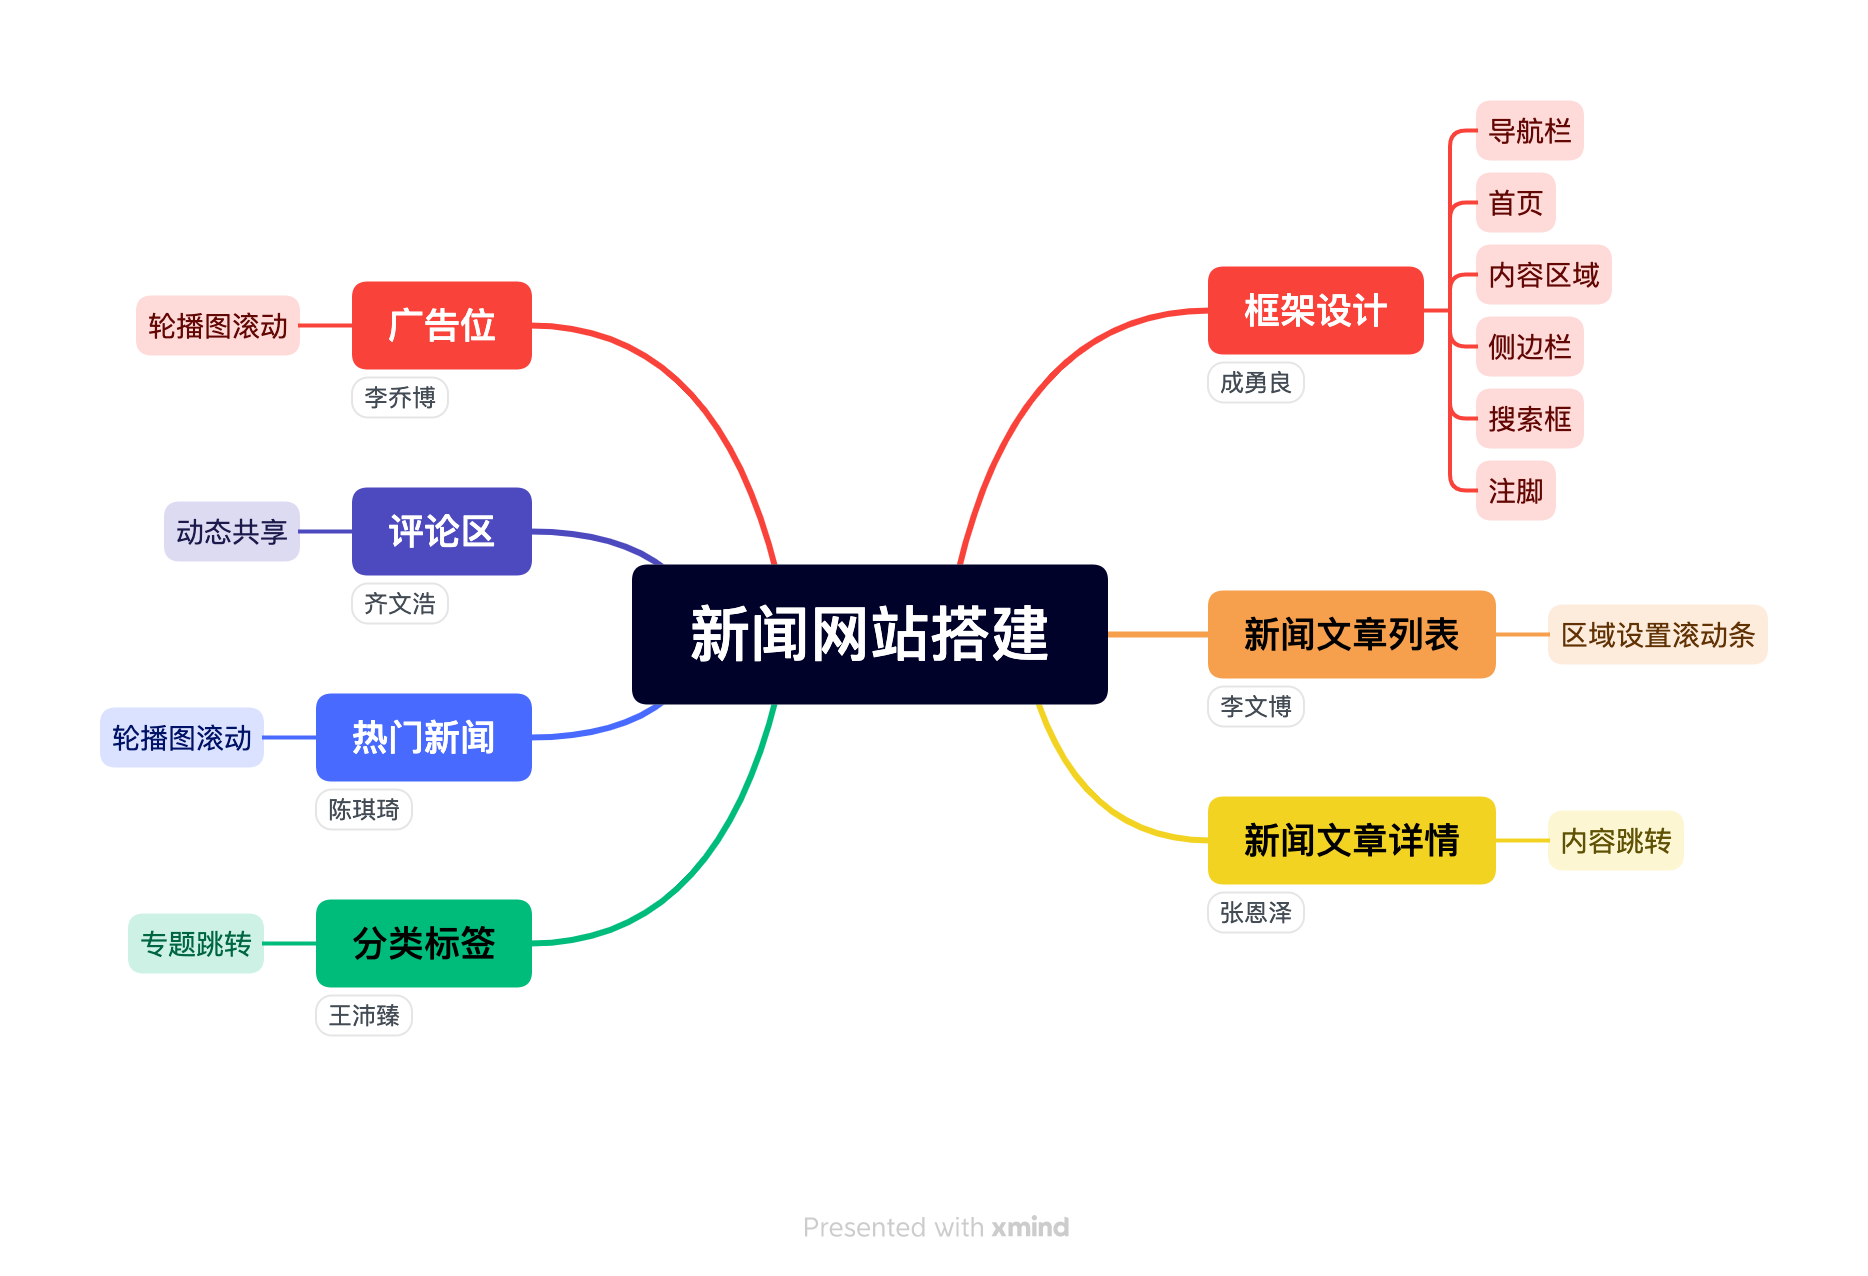 新闻网站搭建
框架设计
成勇良
导航栏
首页
内容区域
侧边栏
搜索框
注脚
新闻文章列表
李文博
区域设置滚动条
新闻文章详情
张恩泽
内容跳转
广告位
李乔博
轮播图滚动
评论区
齐文浩
动态共享
热门新闻
陈琪琦
轮播图滚动
分类标签
王沛臻
专题跳转
Presented with xmind